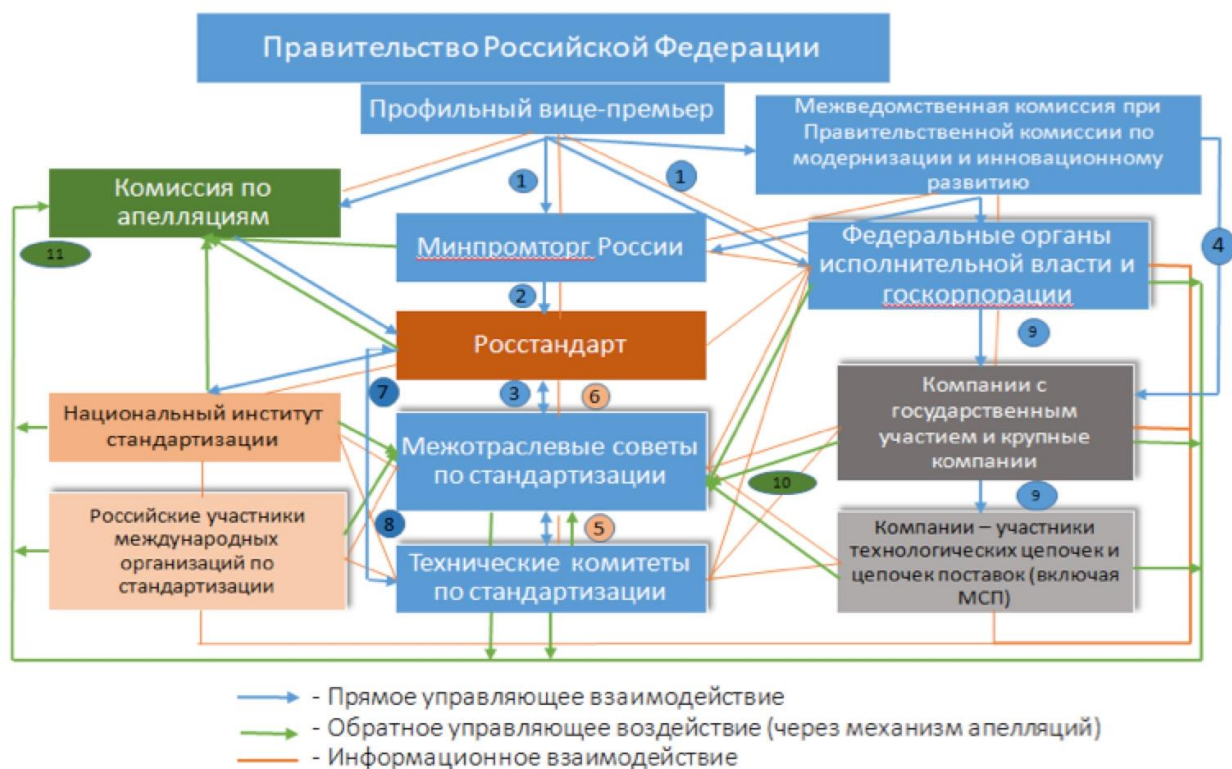 Правительство Российской Федерации
Профильный вице-премьер
Межведомственная комиссия при
Правительственной комиссии по
модернизации и инновационному
развитию
Комиссия по
апелляциям
1
1
4
11
Минпромторг России
Федеральные органы
исполнительной власти и
госкорпорации
2
Росстандарт
9
7
3
6
Национальный институт
стандартизации
Межотраслевые советы
по стандартизации
Компании с
государственным
участием и крупные
компании
10
9
Российские участники
международных
организаций по
стандартизации
8
5
Технические комитеты
по стандартизации
Компании – участники
технологических цепочек и
цепочек поставок (включая
МСП)
- Прямое управляющее взаимодействие
- Обратное управляющее воздействие (через механизм апелляций)
- Информационное взаимодействие